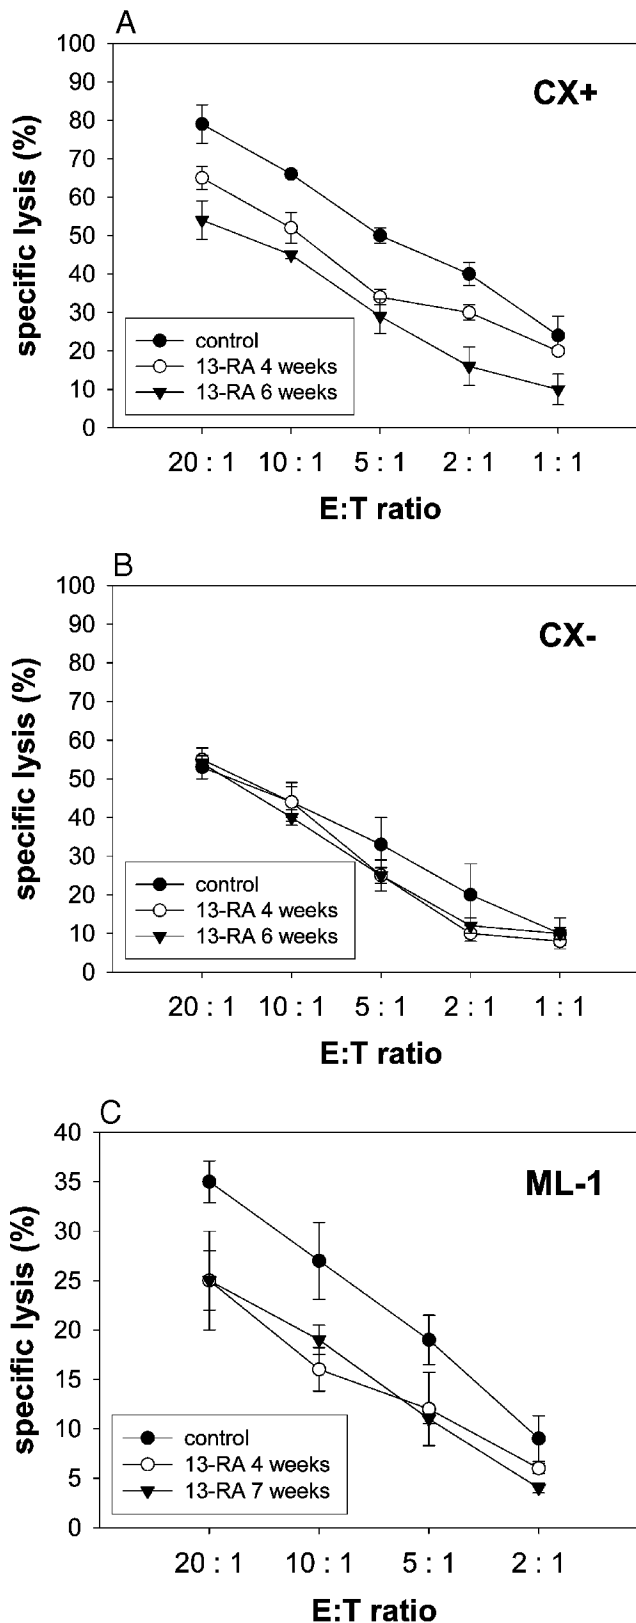 A
100
90
80
70
60
50
40
30
20
10
0
specific lysis (%)
CX+
control
13-RA 4 weeks
13-RA 6 weeks
20 : 1 10 : 1 5 : 1 2 : 1 1 : 1
E:T ratio
B
100
90
80
70
60
50
40
30
20
10
0
specific lysis (%)
CX-
control
13-RA 4 weeks
13-RA 6 weeks
20 : 1 10 : 1 5 : 1 2 : 1 1 : 1
E:T ratio
C
40
35
30
25
20
15
10
5
0
specific lysis (%)
ML-1
control
13-RA 4 weeks
13-RA 7 weeks
20 : 1 10 : 1 5 : 1 2 : 1
E:T ratio